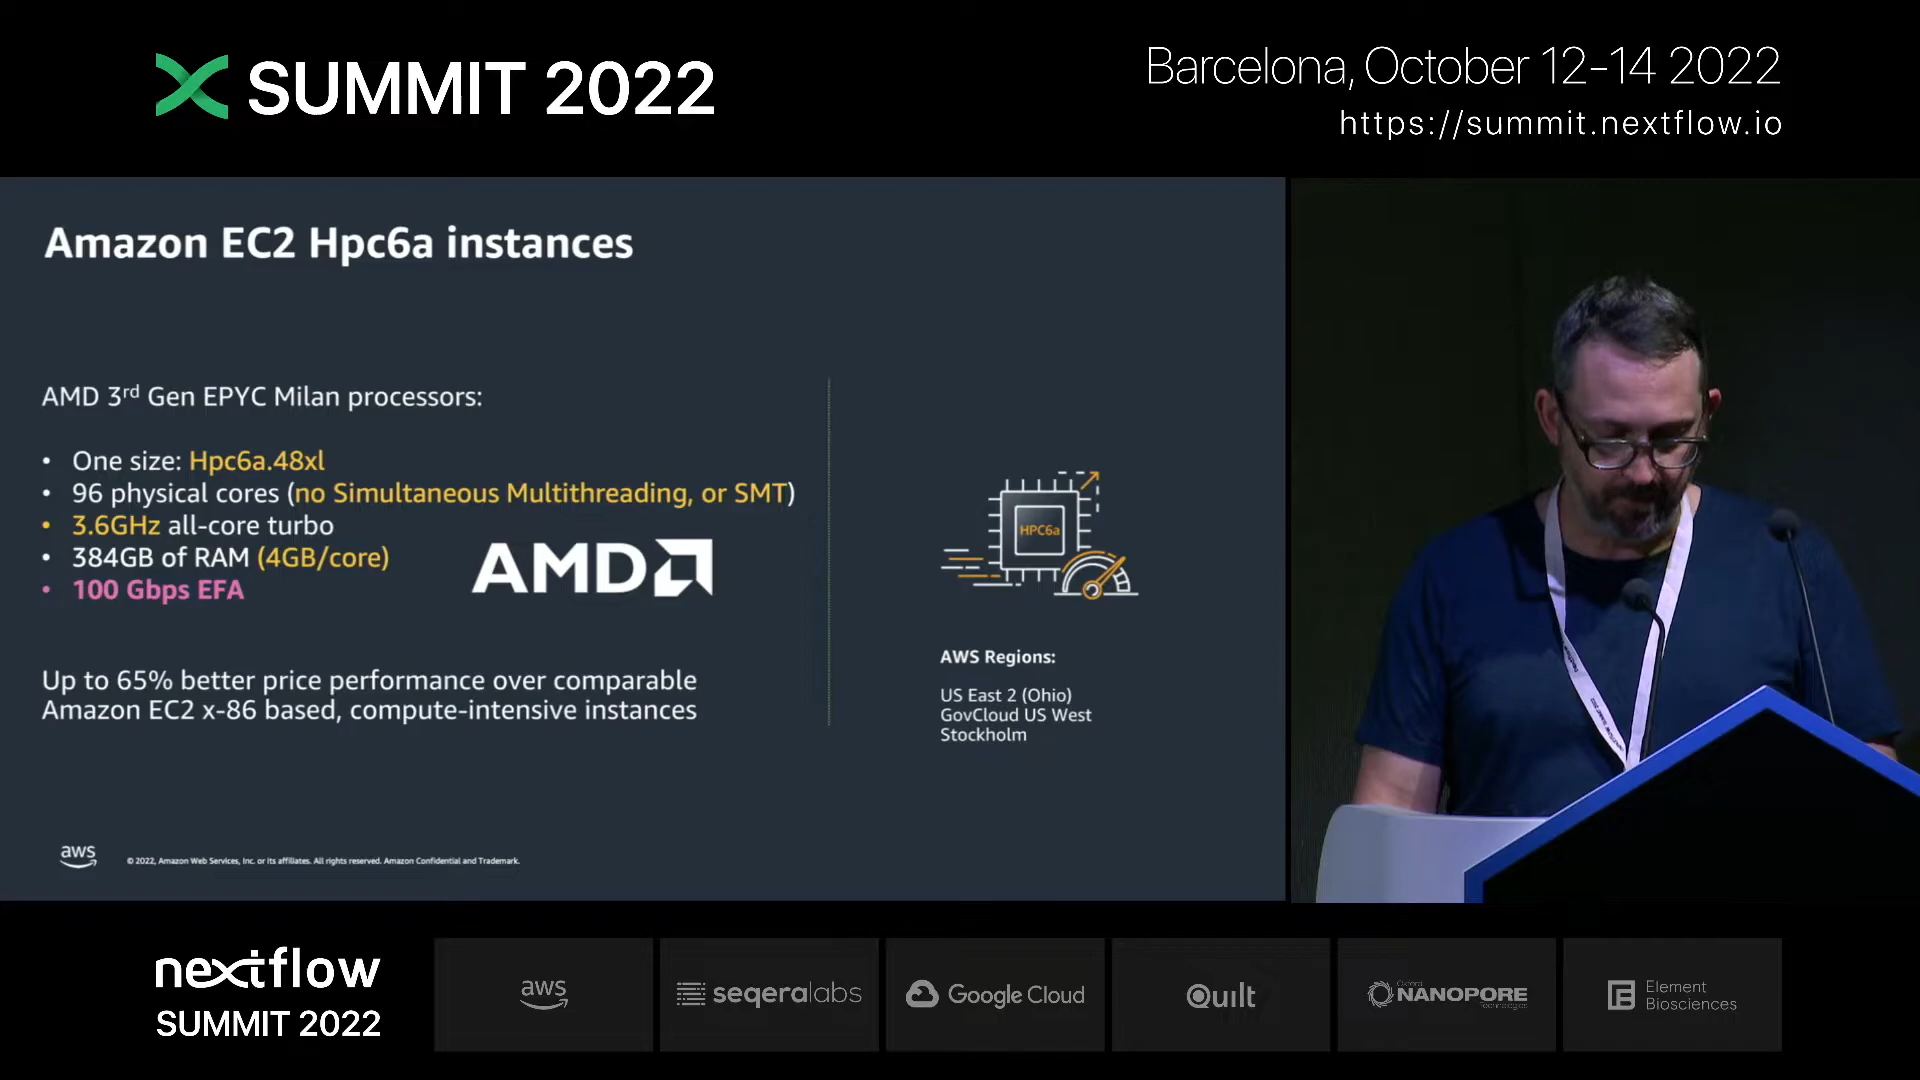 SUMMIT 2022
Barcelona, October 12-14 2022
https://summit.nextflow.io
Amazon EC2 Hpc6a instances
AMD 3rd Gen EPYC Milan processors:
• One size: Hpc6a.48xl
• 96 physical cores (no Simultaneous Multithreading, or SMT)
• 3.6GHz all-core turbo
• 384GB of RAM (4GB/core)
• 100 Gbps EFA
AMD
Up to 65% better price performance over comparable
Amazon EC2 x-86 based, compute-intensive instances
HPC6a
AWS Regions:
US East 2 (Ohio)
GovCloud US West
Stockholm
aws
© 2022, Amazon Web Services, Inc. or its affiliates. All rights reserved. Amazon Confidential and Trademark.
nextflow
SUMMIT 2022
aws
seqeralabs
Google Cloud
Quilt
Oxford
NANOPORE
Technologies
Element
Biosciences